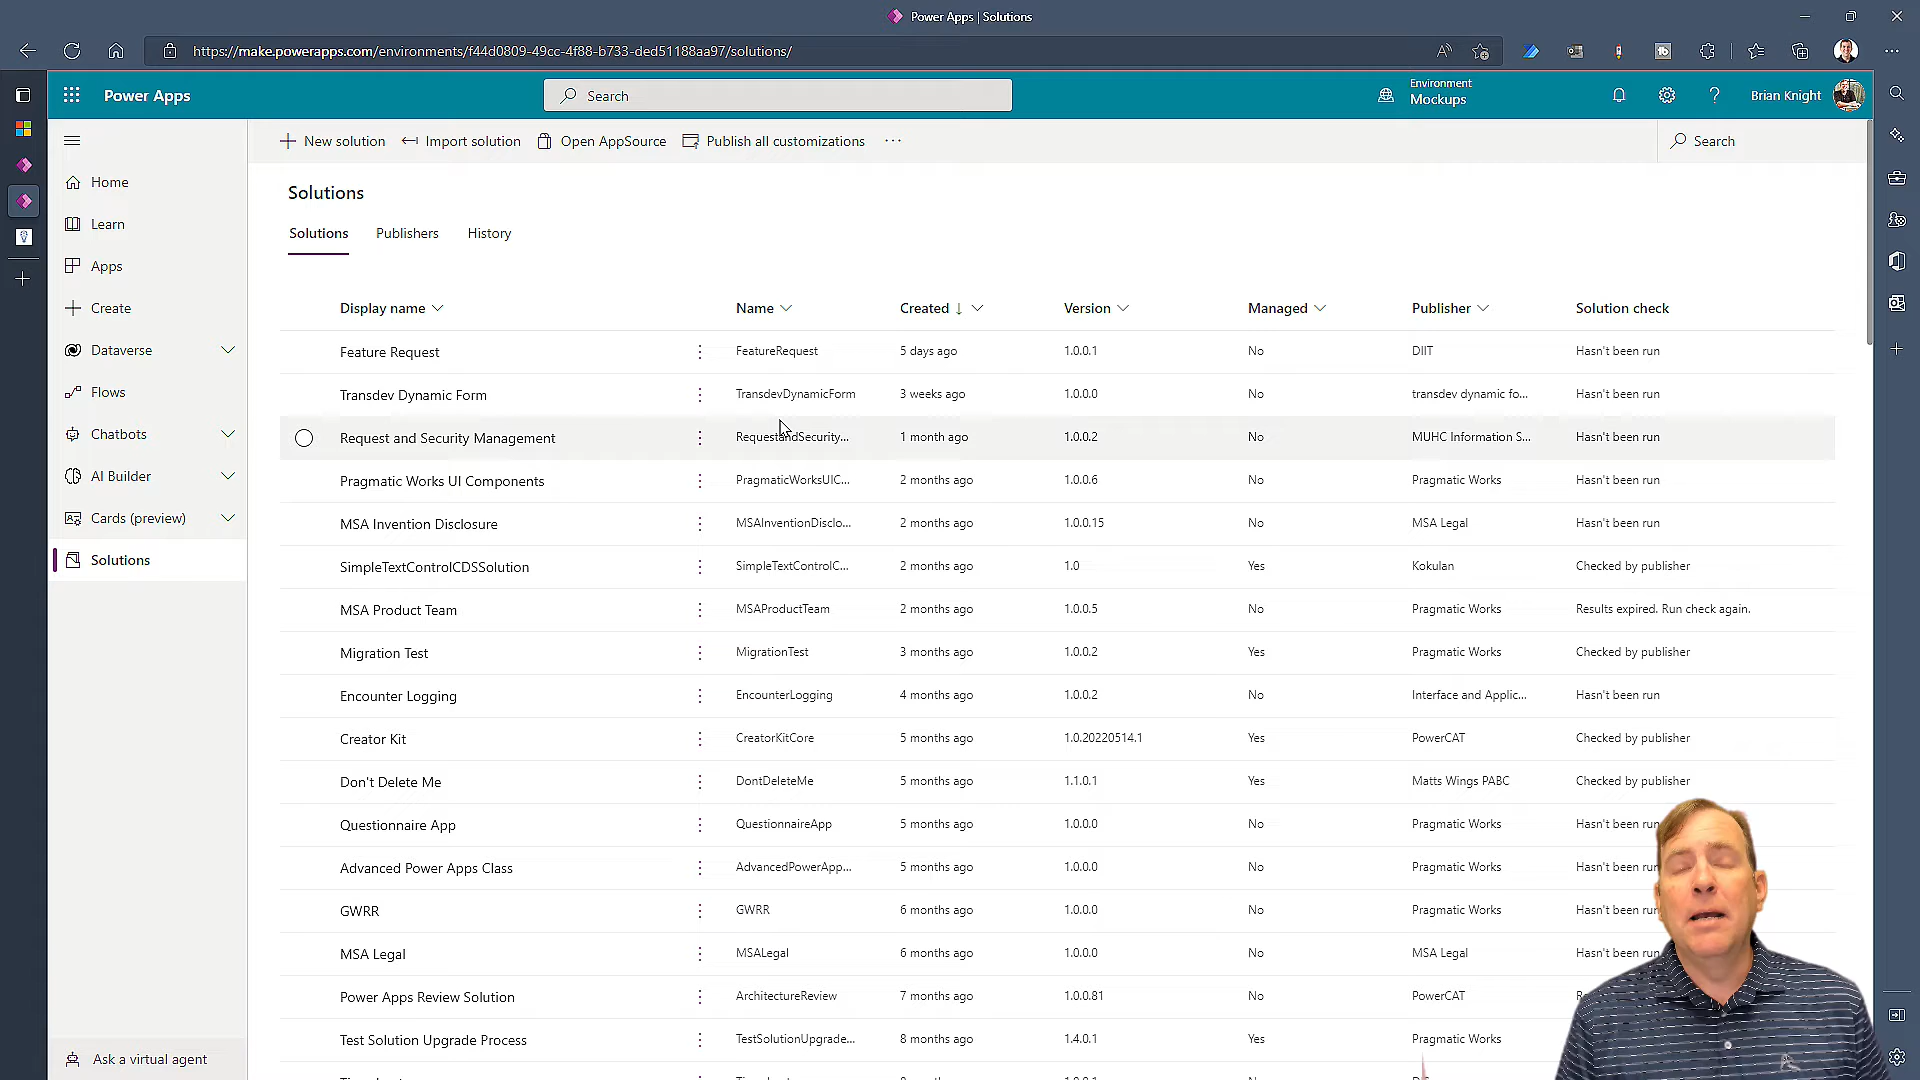 Power Apps | Solutions
https://make.powerapps.com/environments/f44d0809-49cc-4f88-b733-ded51188aa97/solutions/
Power Apps
Search
Environment
Mockups
Brian Knight
New solution
Import solution
Open AppSource
Publish all customizations
Search
Home
Learn
Apps
Create
Dataverse
Flows
Chatbots
AI Builder
Cards (preview)
Solutions
Ask a virtual agent
Solutions
Solutions Publishers History
Display name Name Created Version Managed Publisher Solution check
Feature Request FeatureRequest 5 days ago 1.0.0.1 No DIIT Hasn't been run
Transdev Dynamic Form TransdevDynamicForm 3 weeks ago 1.0.0.0 No transdev dynamic fo... Hasn't been run
Request and Security Management RequestandSecurity... 1 month ago 1.0.0.2 No MUHC Information S... Hasn't been run
Pragmatic Works UI Components PragmaticWorksUIC... 2 months ago 1.0.0.6 No Pragmatic Works Hasn't been run
MSA Invention Disclosure MSAInventionDisclo... 2 months ago 1.0.0.15 No MSA Legal Hasn't been run
SimpleTextControlCDSSolution SimpleTextControlC... 2 months ago 1.0 Yes Kokulan Checked by publisher
MSA Product Team MSAProductTeam 2 months ago 1.0.0.5 No Pragmatic Works Results expired. Run check again.
Migration Test MigrationTest 3 months ago 1.0.0.2 Yes Pragmatic Works Checked by publisher
Encounter Logging EncounterLogging 4 months ago 1.0.0.2 No Interface and Applic... Hasn't been run
Creator Kit CreatorKitCore 5 months ago 1.0.20220514.1 Yes PowerCAT Checked by publisher
Don't Delete Me DontDeleteMe 5 months ago 1.1.0.1 Yes Matts Wings PABC Checked by publisher
Questionnaire App QuestionnaireApp 5 months ago 1.0.0.0 No Pragmatic Works Hasn't been run
Advanced Power Apps Class AdvancedPowerApp... 5 months ago 1.0.0.0 No Pragmatic Works Hasn't been run
GWRR GWRR 6 months ago 1.0.0.0 No Pragmatic Works Hasn't been run
MSA Legal MSALegal 6 months ago 1.0.0.0 No MSA Legal Hasn't been run
Power Apps Review Solution ArchitectureReview 7 months ago 1.0.0.81 No PowerCAT
Test Solution Upgrade Process TestSolutionUpgrade... 8 months ago 1.4.0.1 Yes Pragmatic Works